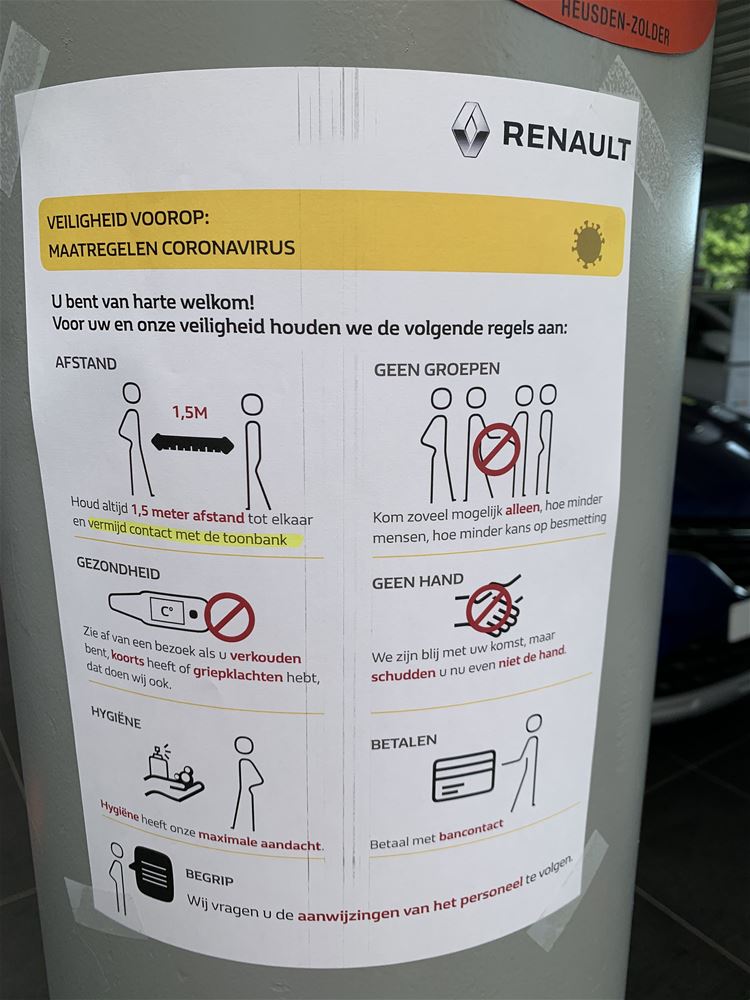 HEUSDEN-ZOLDER
RENAULT
VEILIGHEID VOOROP:
MAATREGELEN CORONAVIRUS
U bent van harte welkom!
Voor uw en onze veiligheid houden we de volgende regels aan:
AFSTAND
1,5M
Houd altijd 1,5 meter afstand tot elkaar
en vermijd contact met de toonbank
GEEN GROEPEN
Kom zoveel mogelijk alleen, hoe minder
mensen, hoe minder kans op besmetting
GEZONDHEID
C°
Zie af van een bezoek als u verkouden
bent, koorts heeft of griepklachten hebt,
dat doen wij ook.
GEEN HAND
We zijn blij met uw komst, maar
schudden u nu even niet de hand.
HYGIËNE
Hygiëne heeft onze maximale aandacht.
BETALEN
Betaal met bancontact
BEGRIP
Wij vragen u de aanwijzingen van het personeel te volgen.